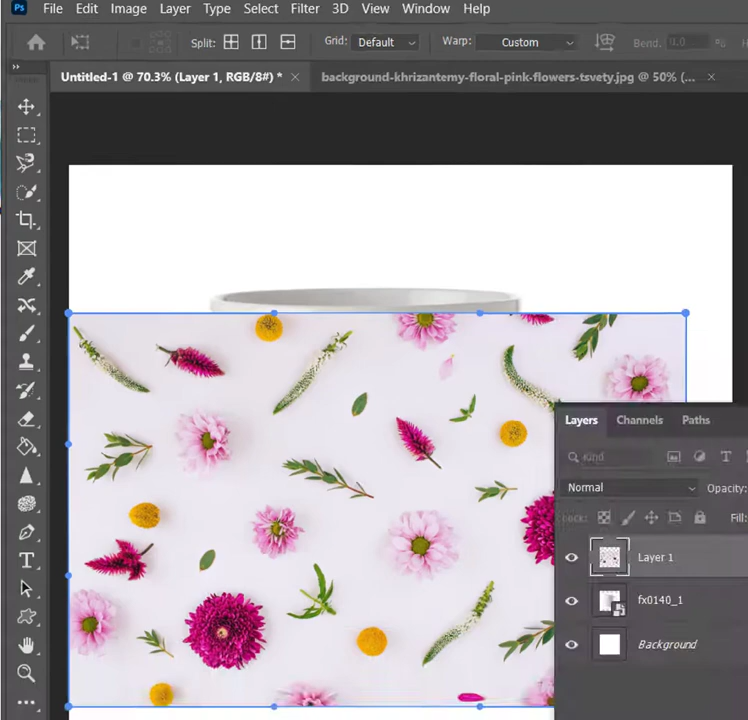 Ps File Edit Image Layer Type Select Filter 3D View Window Help
Split: Grid: Default Warp: Custom Bend: 0.0 %
Untitled-1 @ 70.3% (Layer 1, RGB/8#) * × background-khrizantemy-floral-pink-flowers-tsvety.jpg @ 50% (... ×
Layers Channels Paths
Kind
Normal Opacity:
Lock: Fill:
Layer 1
fx0140_1
Background